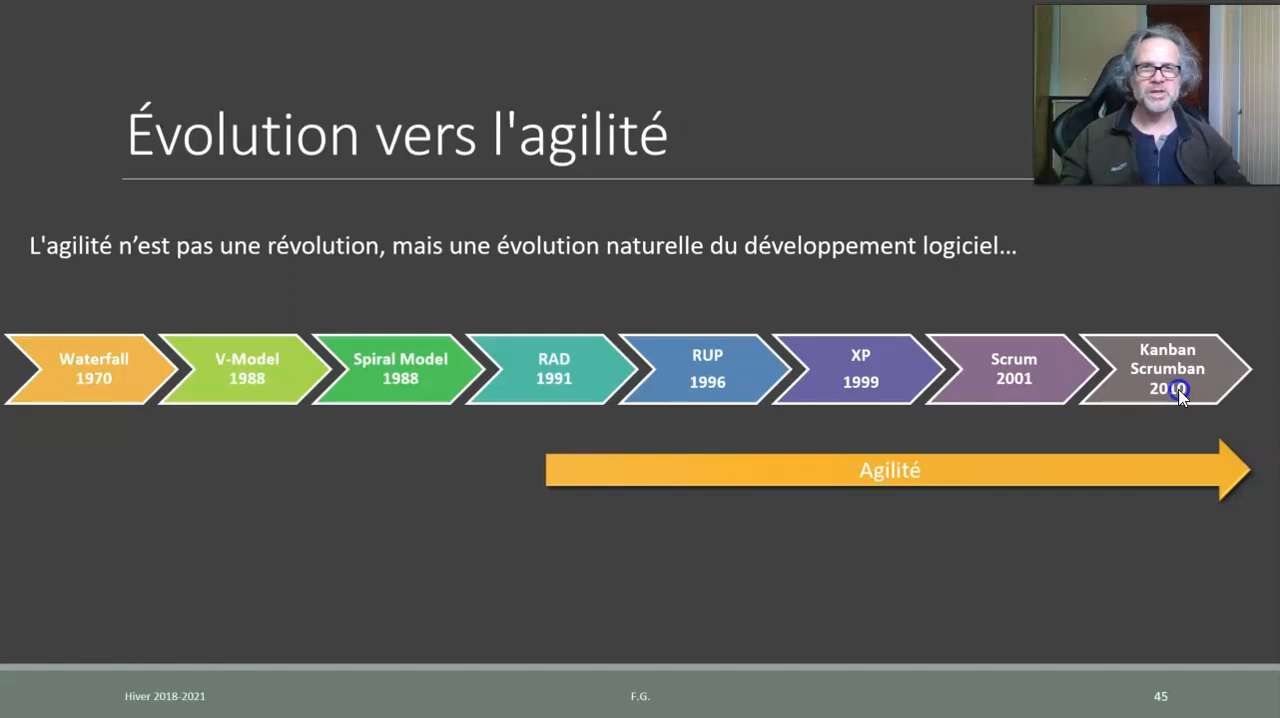 Évolution vers l'agilité
L'agilité n’est pas une révolution, mais une évolution naturelle du développement logiciel…
Waterfall
1970
V-Model
1988
Spiral Model
1988
RAD
1991
RUP
1996
XP
1999
Scrum
2001
Kanban
Scrumban
Agilité
Hiver 2018-2021
F.G.
45